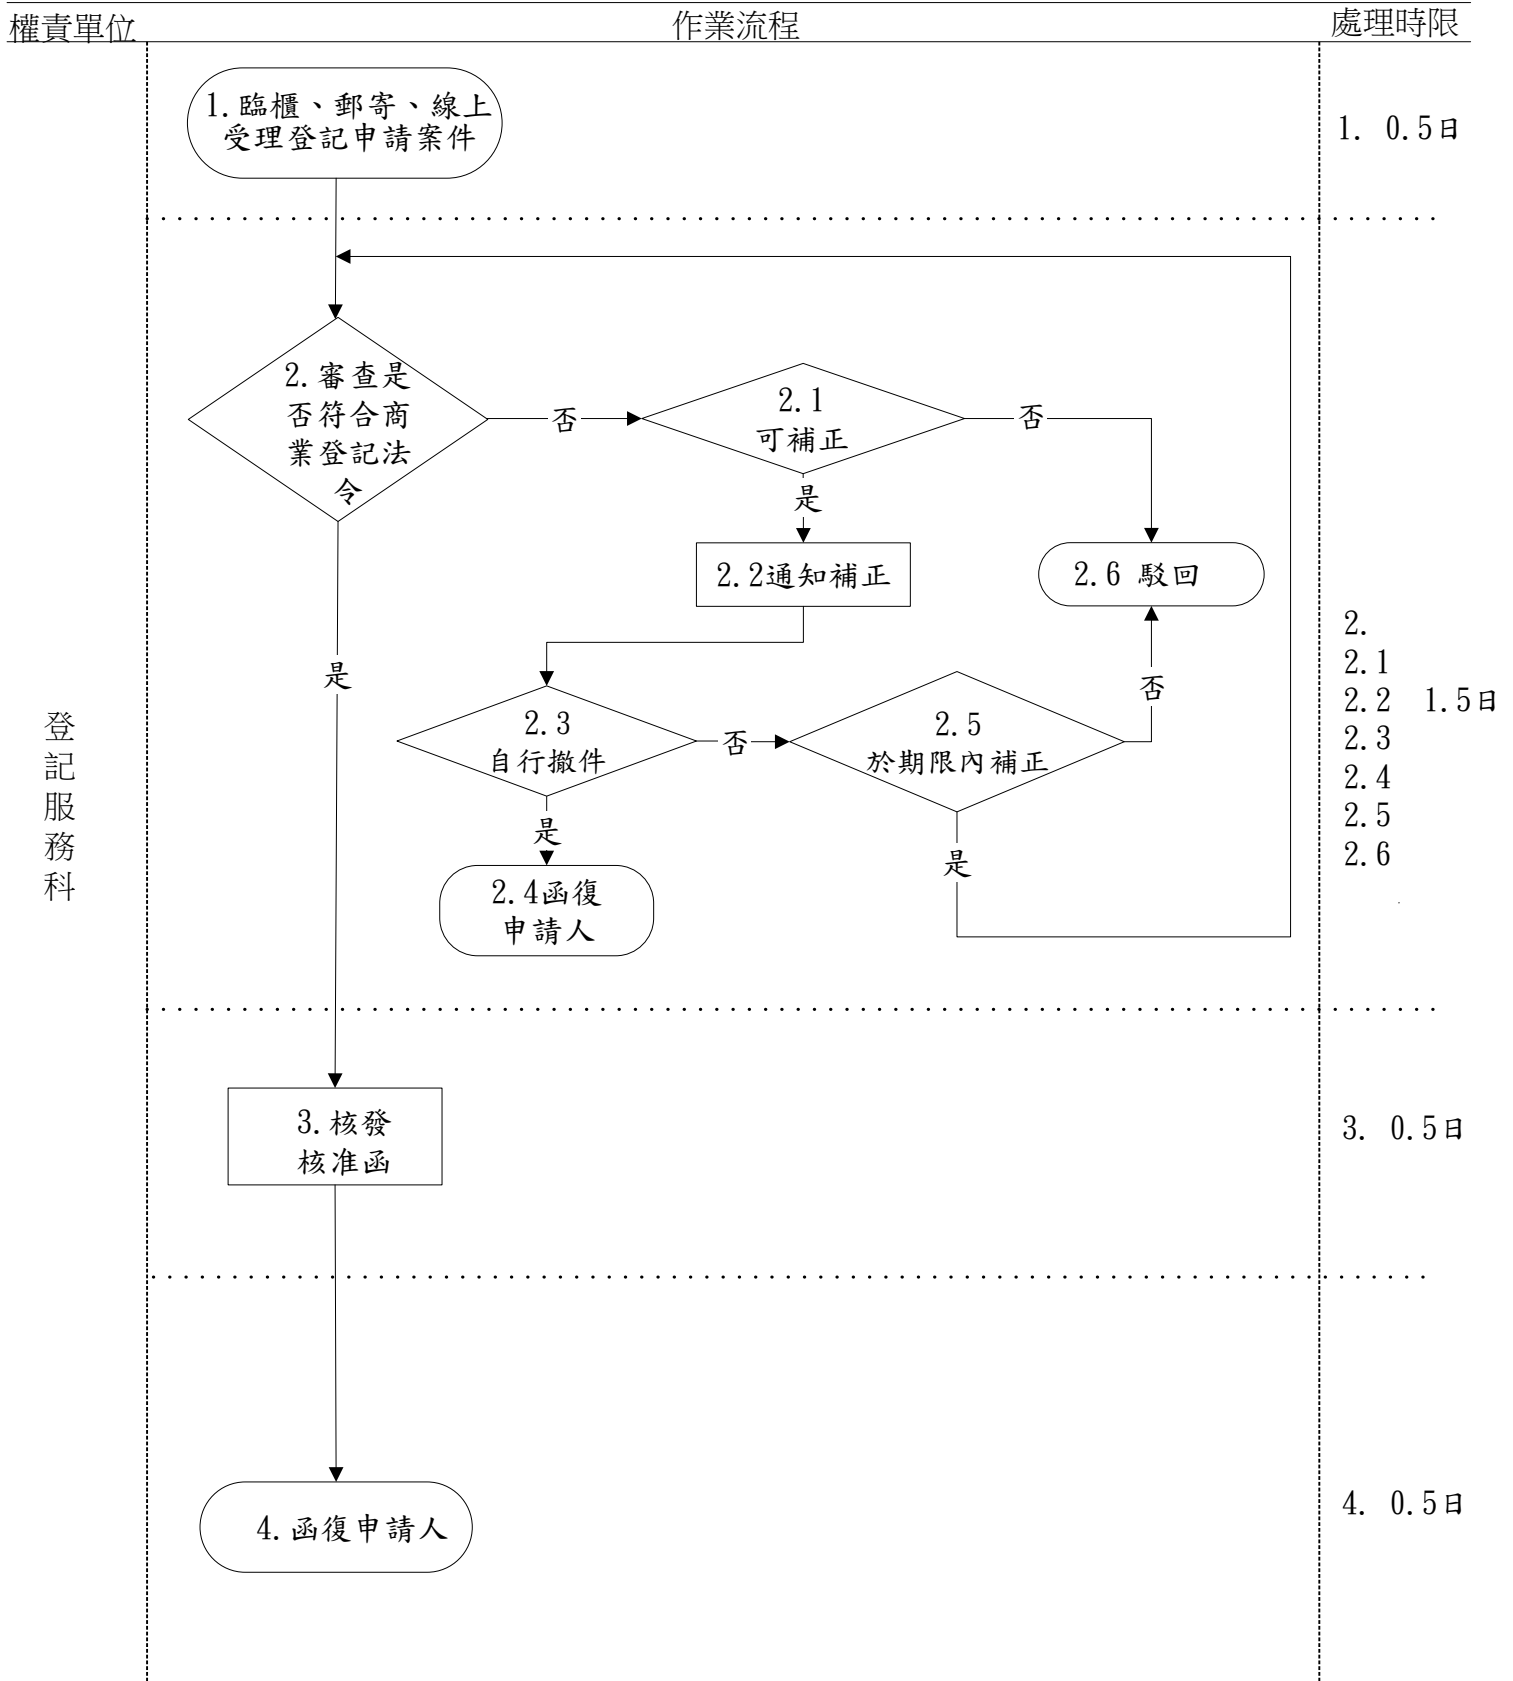 權責單位
作業流程
處理時限
1.臨櫃、郵寄、線上
受理登記申請案件
1. 0.5日
2.審查是
否符合商
業登記法
令
否
2.1
可補正
否
是
2.2通知補正
2.6 駁回
是
2.3
自行撤件
否
2.5
於期限內補正
否
是
2.4函復
申請人
是
2.
2.1
2.2 1.5日
2.3
2.4
2.5
2.6
登
記
服
務
科
3.核發
核准函
3. 0.5日
4.函復申請人
4. 0.5日